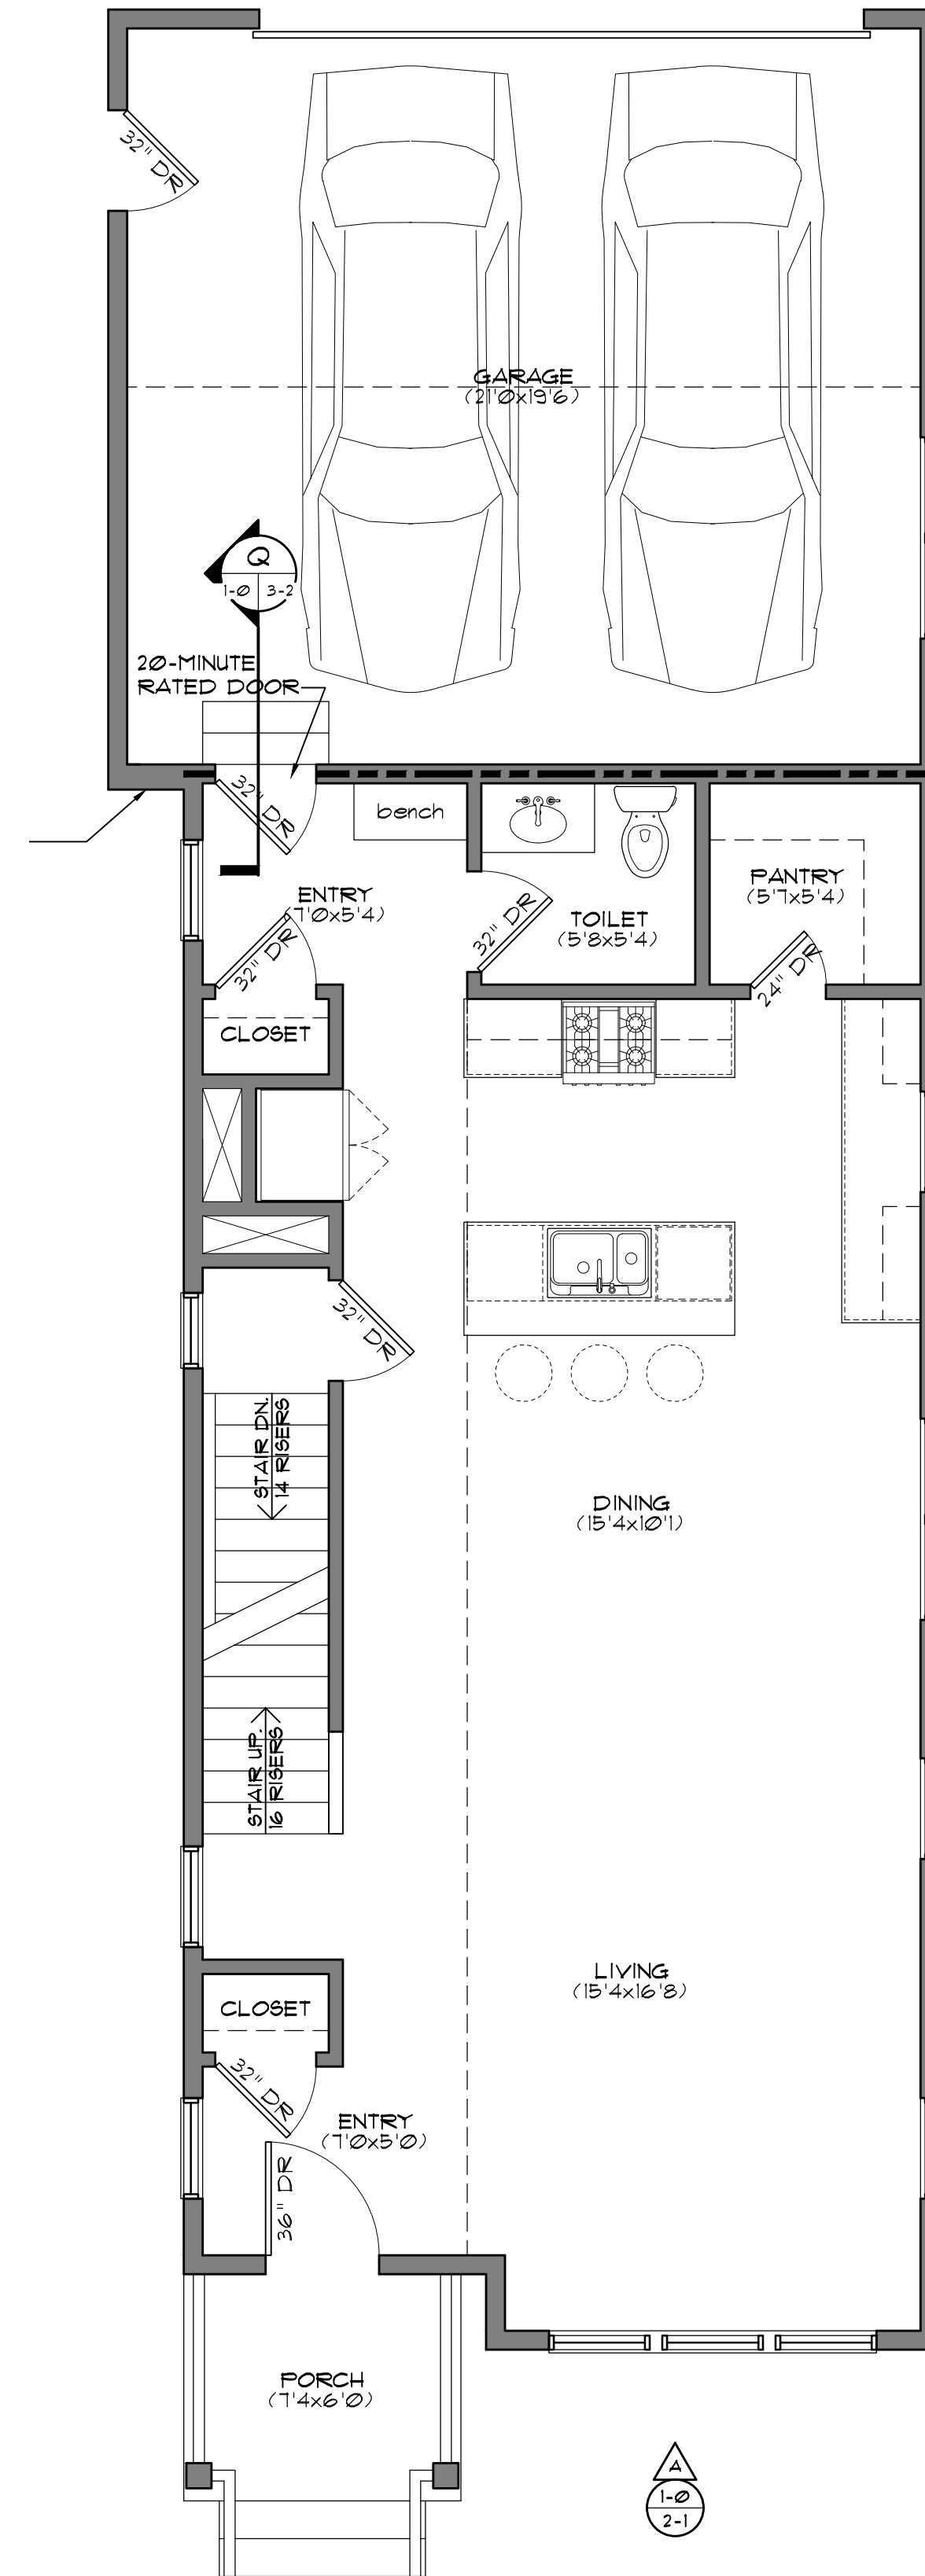 32" DR
GARAGE
(21'0x19'6)
Q
1-0 3-2
20-MINUTE
RATED DOOR
32" DR
bench
PANTRY
(5'7x5'4)
ENTRY
(7'0x5'4)
TOILET
(5'8x5'4)
32" DR
32" DR
24" DR
CLOSET
32" DR
STAIR DN.
14 RISERS
DINING
(15'4x10'1)
STAIR UP.
16 RISERS
LIVING
(15'4x16'8)
CLOSET
32" DR
ENTRY
(7'0x5'0)
36" DR
PORCH
(7'4x6'0)
A
1-0
2-1